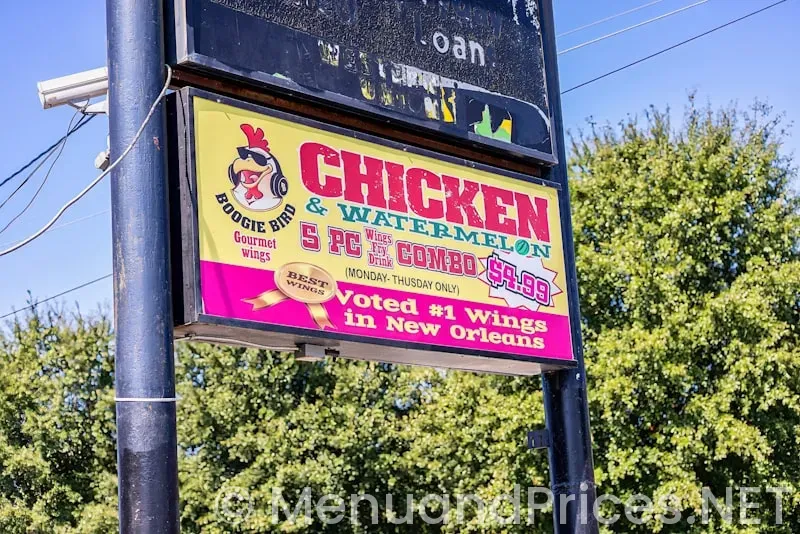 Loan
BOOGIE BIRD
Gourmet
wings
CHICKEN
& WATERMELON
5 PC
Wings
Fry
Drink
COMBO
$4.99
(MONDAY- THUSDAY ONLY)
BEST
WINGS
Voted #1 Wings
in New Orleans
© MenuandPrices.NET